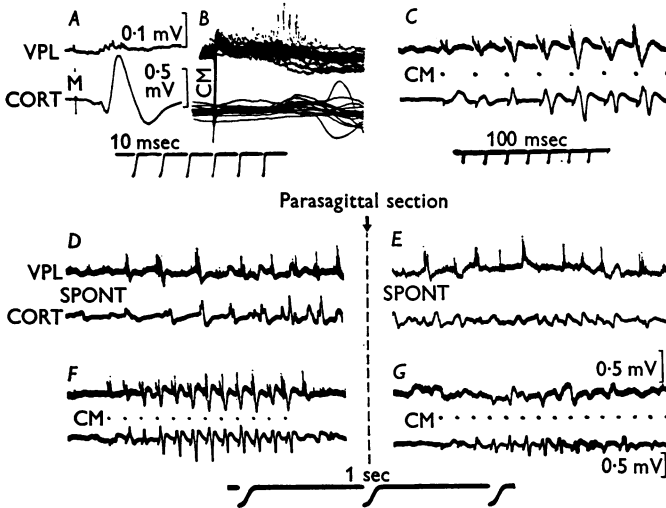 A
0·1 mV
B
C
VPL
M
0·5
mV
CM
CM
CORT
10 msec
100 msec
Parasagittal section
D
E
VPL
SPONT
SPONT
CORT
0·5 mV
F
G
CM
CM
0·5 mV
1 sec